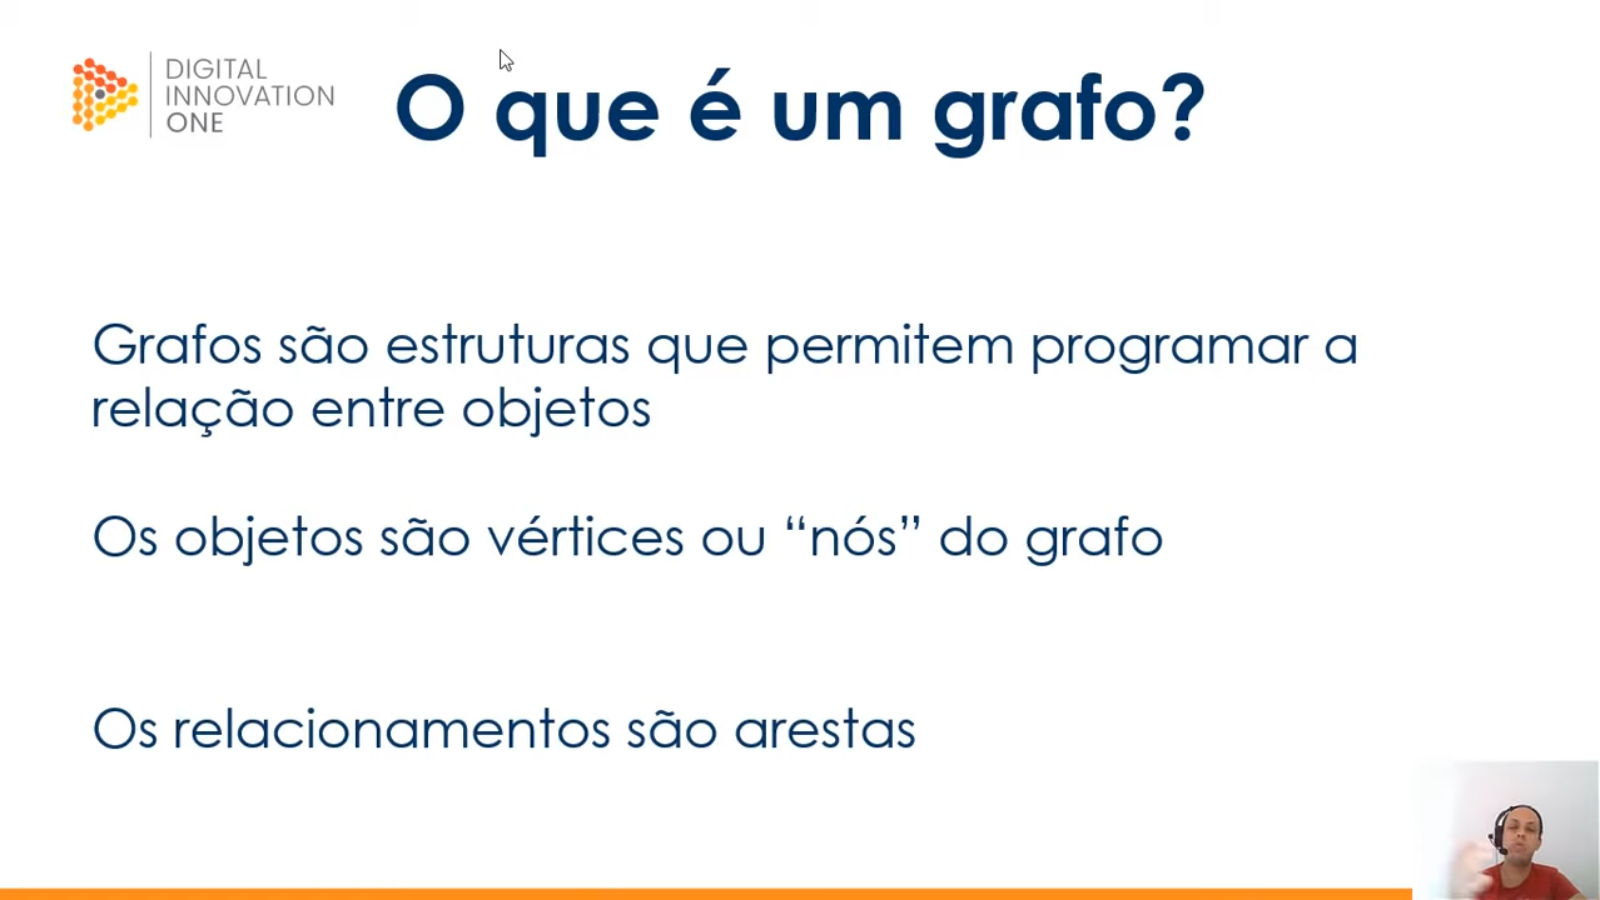 DIGITAL
INNOVATION
ONE
O que é um grafo?
Grafos são estruturas que permitem programar a
relação entre objetos
Os objetos são vértices ou “nós” do grafo
Os relacionamentos são arestas